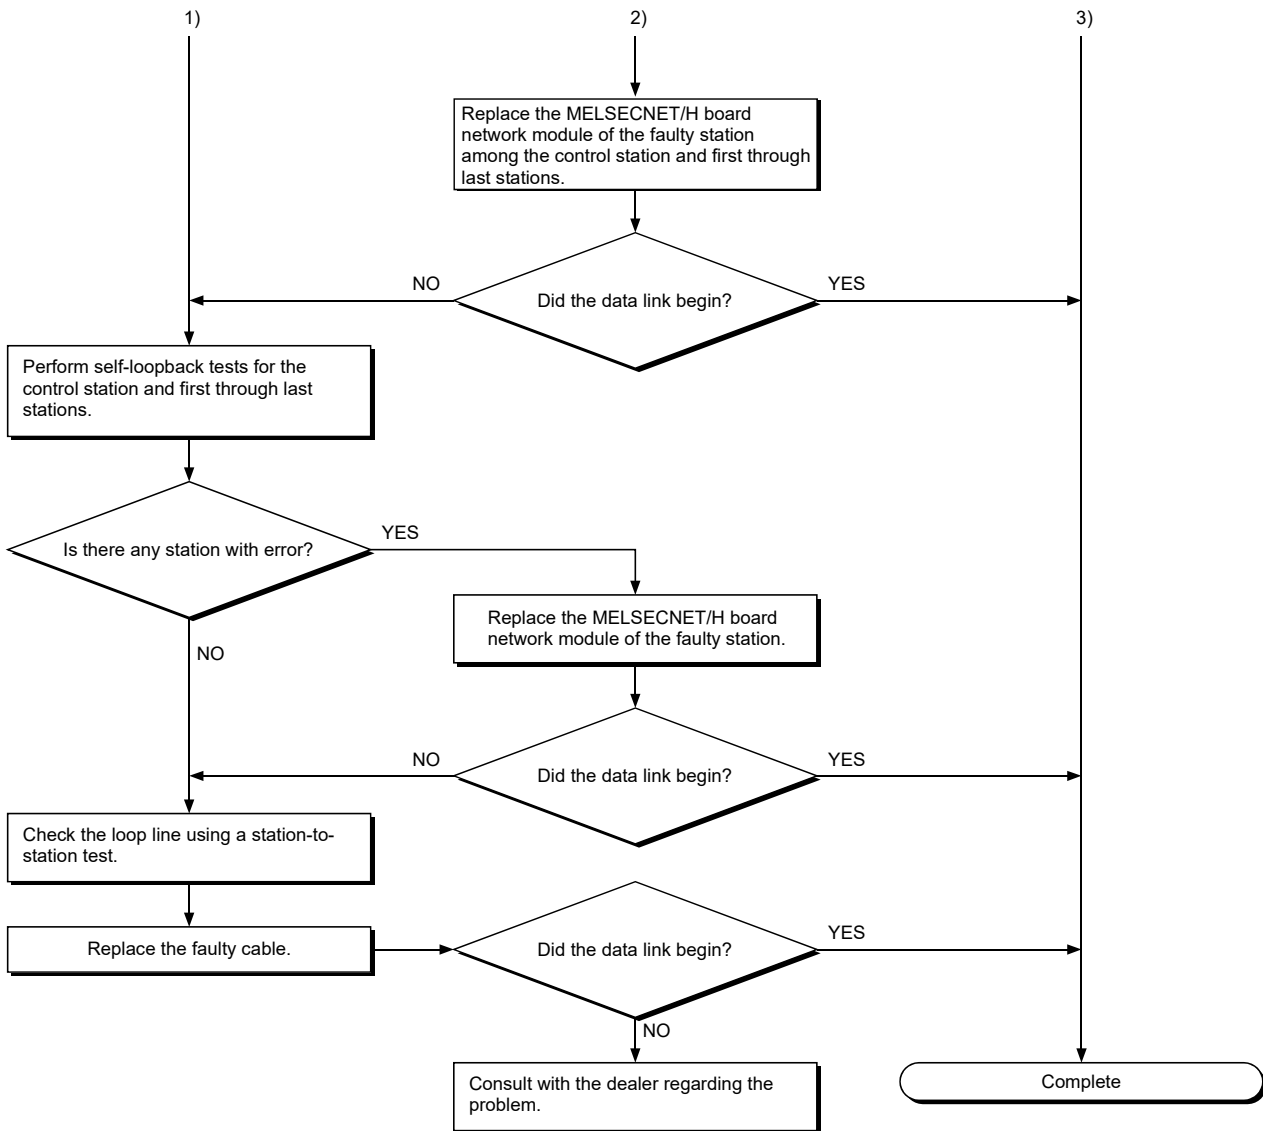 1)
2)
3)
Replace the MELSECNET/H board
network module of the faulty station
among the control station and first through
last stations.
NO
Did the data link begin?
YES
Perform self-loopback tests for the
control station and first through last
stations.
Is there any station with error?
YES
Replace the MELSECNET/H board
network module of the faulty station.
NO
NO
Did the data link begin?
YES
Check the loop line using a station-to-
station test.
Replace the faulty cable.
Did the data link begin?
YES
NO
Consult with the dealer regarding the
problem.
Complete